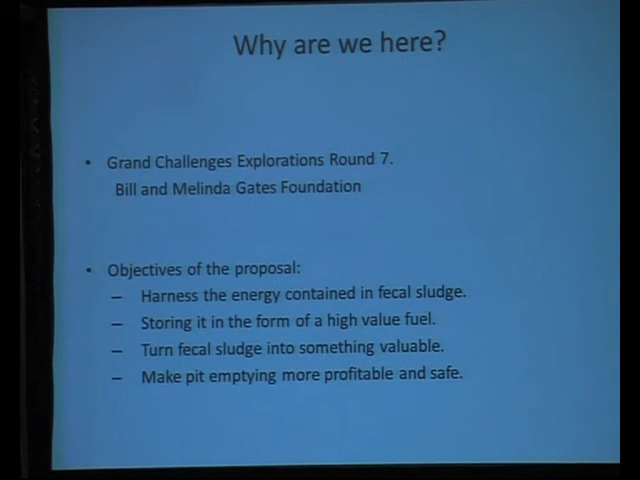 Why are we here?
• Grand Challenges Explorations Round 7.
Bill and Melinda Gates Foundation
• Objectives of the proposal:
– Harness the energy contained in fecal sludge.
– Storing it in the form of a high value fuel.
– Turn fecal sludge into something valuable.
– Make pit emptying more profitable and safe.